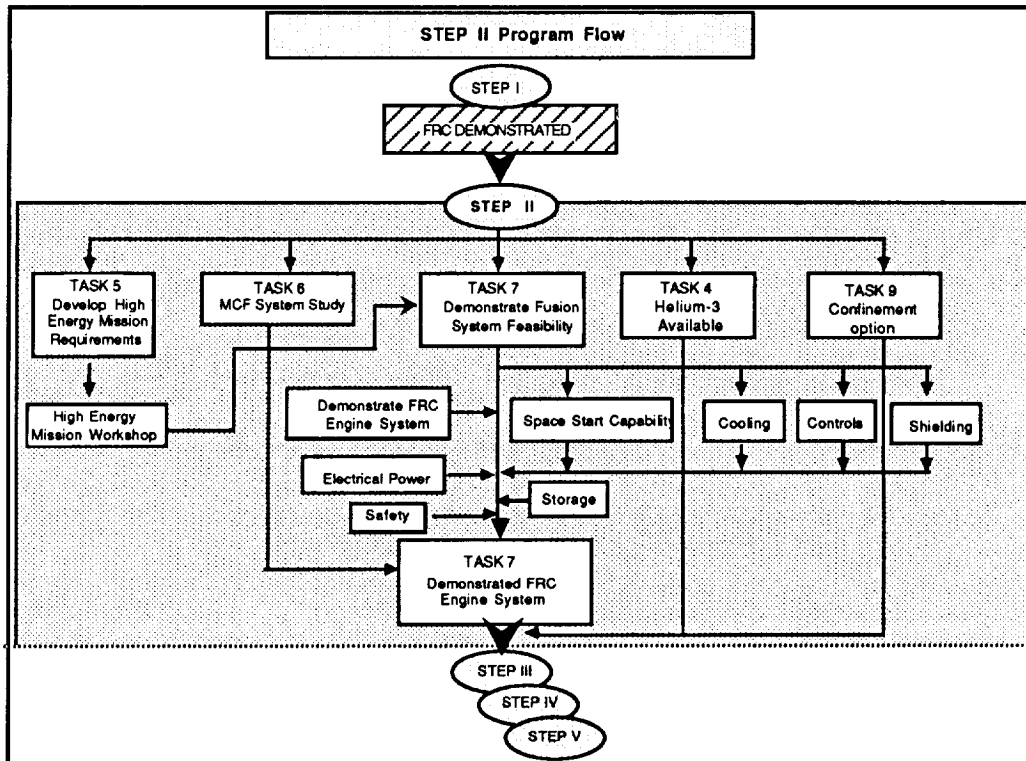 STEP II Program Flow
STEP I
FRC DEMONSTRATED
STEP II
TASK 5
Develop High
Energy Mission
Requirements
TASK 6
MCF System Study
TASK 7
Demonstrate Fusion
System Feasibility
TASK 4
Helium-3
Available
TASK 9
Confinement
option
High Energy
Mission Workshop
Demonstrate FRC
Engine System
Space Start Capability
Cooling
Controls
Shielding
Electrical Power
Storage
Safety
TASK 7
Demonstrated FRC
Engine System
STEP III
STEP IV
STEP V